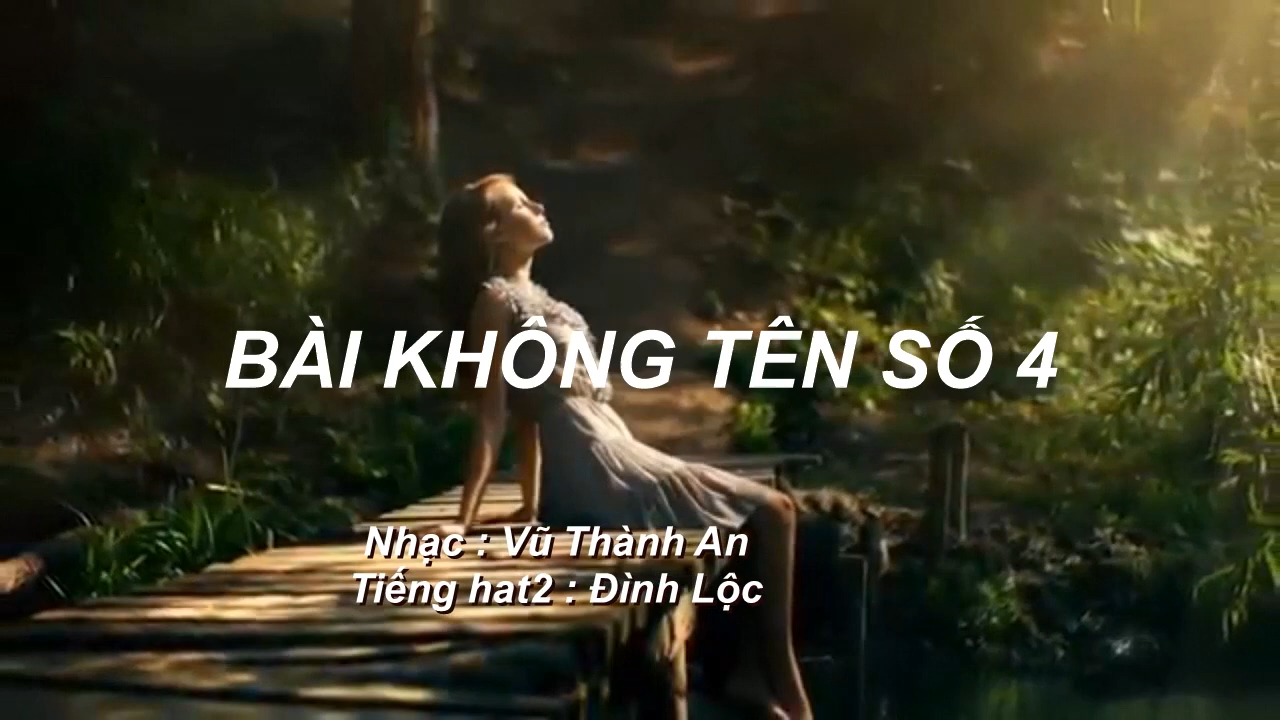 BÀI KHÔNG TÊN SỐ 4
Nhạc : Vũ Thành An
Tiếng hat2 : Đình Lộc